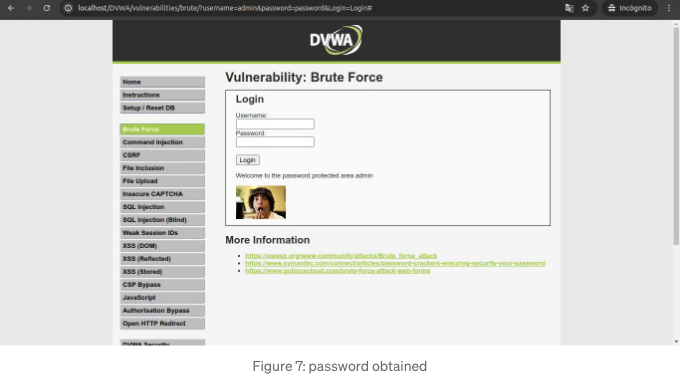 localhost/DVWA/vulnerabilities/brute/?username=admin&password=password&Login=Login#
Incógnito
DVWA
Vulnerability: Brute Force
Home
Instructions
Setup / Reset DB
Brute Force
Command Injection
CSRF
File Inclusion
File Upload
Insecure CAPTCHA
SQL Injection
SQL Injection (Blind)
Weak Session IDs
XSS (DOM)
XSS (Reflected)
XSS (Stored)
CSP Bypass
JavaScript
Authorisation Bypass
Open HTTP Redirect
DVWA Security
Login
Username:
Password:
Login
Welcome to the password protected area admin
More Information
https://owasp.org/www-community/attacks/Brute_force_attack
https://www.symantec.com/connect/articles/password-crackers-ensuring-security-your-password
https://www.golinuxcloud.com/brute-force-attack-web-forms
Figure 7: password obtained